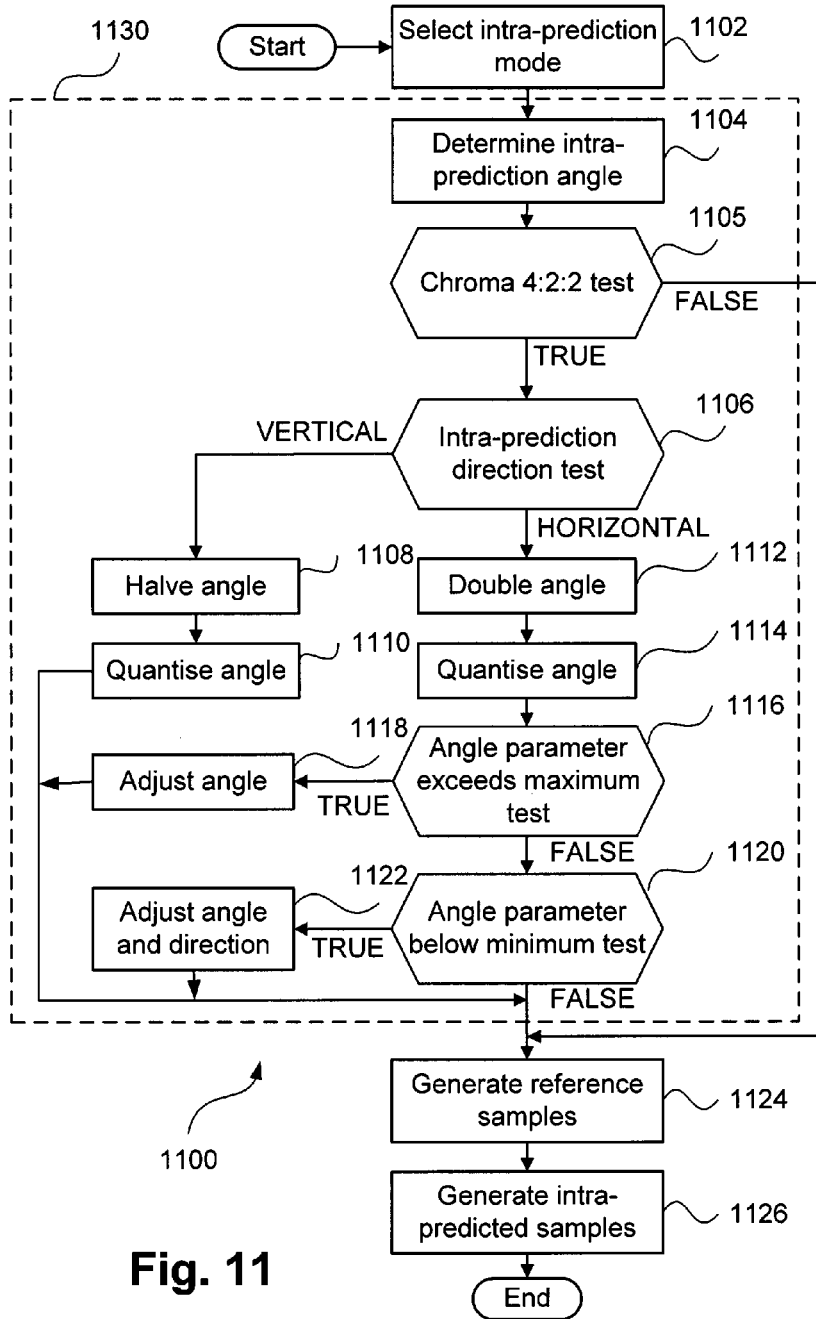 1130
Start
Select intra-prediction
mode
1102
Determine intra-
prediction angle
1104
Chroma 4:2:2 test
1105
FALSE
TRUE
VERTICAL
Intra-prediction
direction test
1106
HORIZONTAL
Halve angle
1108
Double angle
1112
Quantise angle
1110
Quantise angle
1114
Adjust angle
1118
TRUE
Angle parameter
exceeds maximum
test
1116
FALSE
Adjust angle
and direction
1122
TRUE
Angle parameter
below minimum test
1120
FALSE
Generate reference
samples
1124
1100
Generate intra-
predicted samples
1126
Fig. 11
End